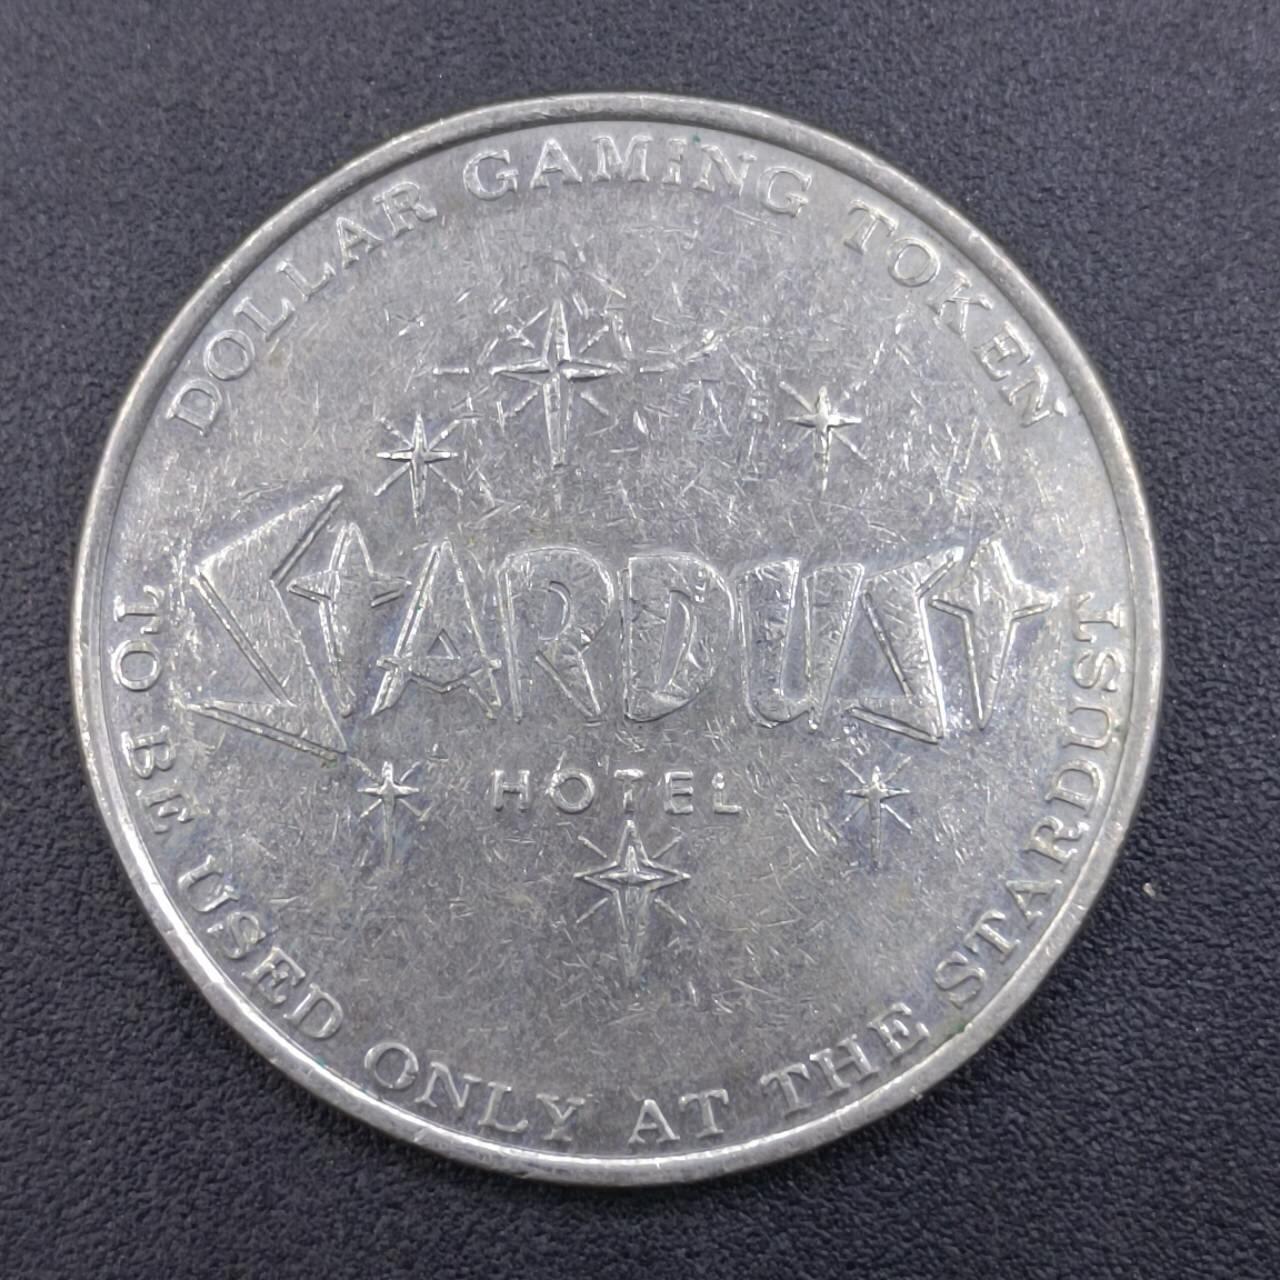 DOLLAR GAMING TOKEN
STARDUST
HOTEL
TO BE USED ONLY AT THE STARDUST